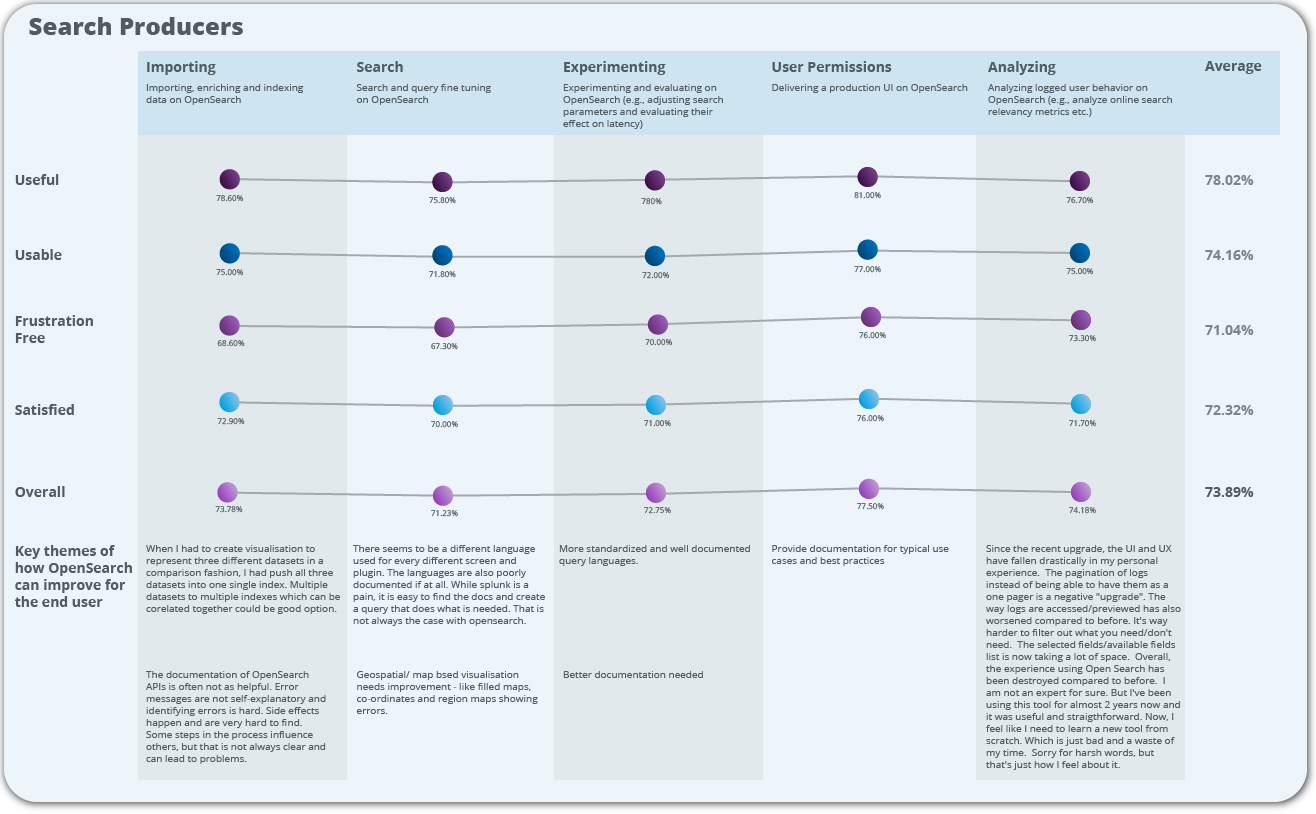 Search Producers
Importing
Importing, enriching and indexing
data on OpenSearch
Search
Search and query fine tuning
on OpenSearch
Experimenting
Experimenting and evaluating on
OpenSearch (e.g., adjusting search
parameters and evaluating their
effect on latency)
User Permissions
Delivering a production UI on OpenSearch
Analyzing
Analyzing logged user behavior on
OpenSearch (e.g., analyze online search
relevancy metrics etc.)
Average
Useful
78.60%
75.80%
780%
81.00%
76.70%
78.02%
Usable
75.00%
71.80%
72.00%
77.00%
75.00%
74.16%
Frustration
Free
68.60%
67.30%
70.00%
76.00%
73.30%
71.04%
Satisfied
72.90%
70.00%
71.00%
76.00%
71.70%
72.32%
Overall
73.78%
71.23%
72.75%
77.50%
74.18%
73.89%
Key themes of
how OpenSearch
can improve for
the end user
When I had to create visualisation to
represent three different datasets in a
comparison fashion, I had push all three
datasets into one single index. Multiple
datasets to multiple indexes which can be
corelated together could be good option.
The documentation of OpenSearch
APIs is often not as helpful. Error
messages are not self-explanatory and
identifying errors is hard. Side effects
happen and are very hard to find.
Some steps in the process influence
others, but that is not always clear and
can lead to problems.
There seems to be a different language
used for every different screen and
plugin. The languages are also poorly
documented if at all. While splunk is a
pain, it is easy to find the docs and create
a query that does what is needed. That is
not always the case with opensearch.
Geospatial/ map bsed visualisation
needs improvement - like filled maps,
co-ordinates and region maps showing
errors.
More standardized and well documented
query languages.
Better documentation needed
Provide documentation for typical use
cases and best practices
Since the recent upgrade, the UI and UX
have fallen drastically in my personal
experience.  The pagination of logs
instead of being able to have them as a
one pager is a negative "upgrade". The
way logs are accessed/previewed has also
worsened compared to before. It's way
harder to filter out what you need/don't
need.  The selected fields/available fields
list is now taking a lot of space.  Overall,
the experience using Open Search has
been destroyed compared to before.  I
am not an expert for sure. But I've been
using this tool for almost 2 years now and
it was useful and straigthforward. Now, I
feel like I need to learn a new tool from
scratch. Which is just bad and a waste of
my time.  Sorry for harsh words, but
that's just how I feel about it.